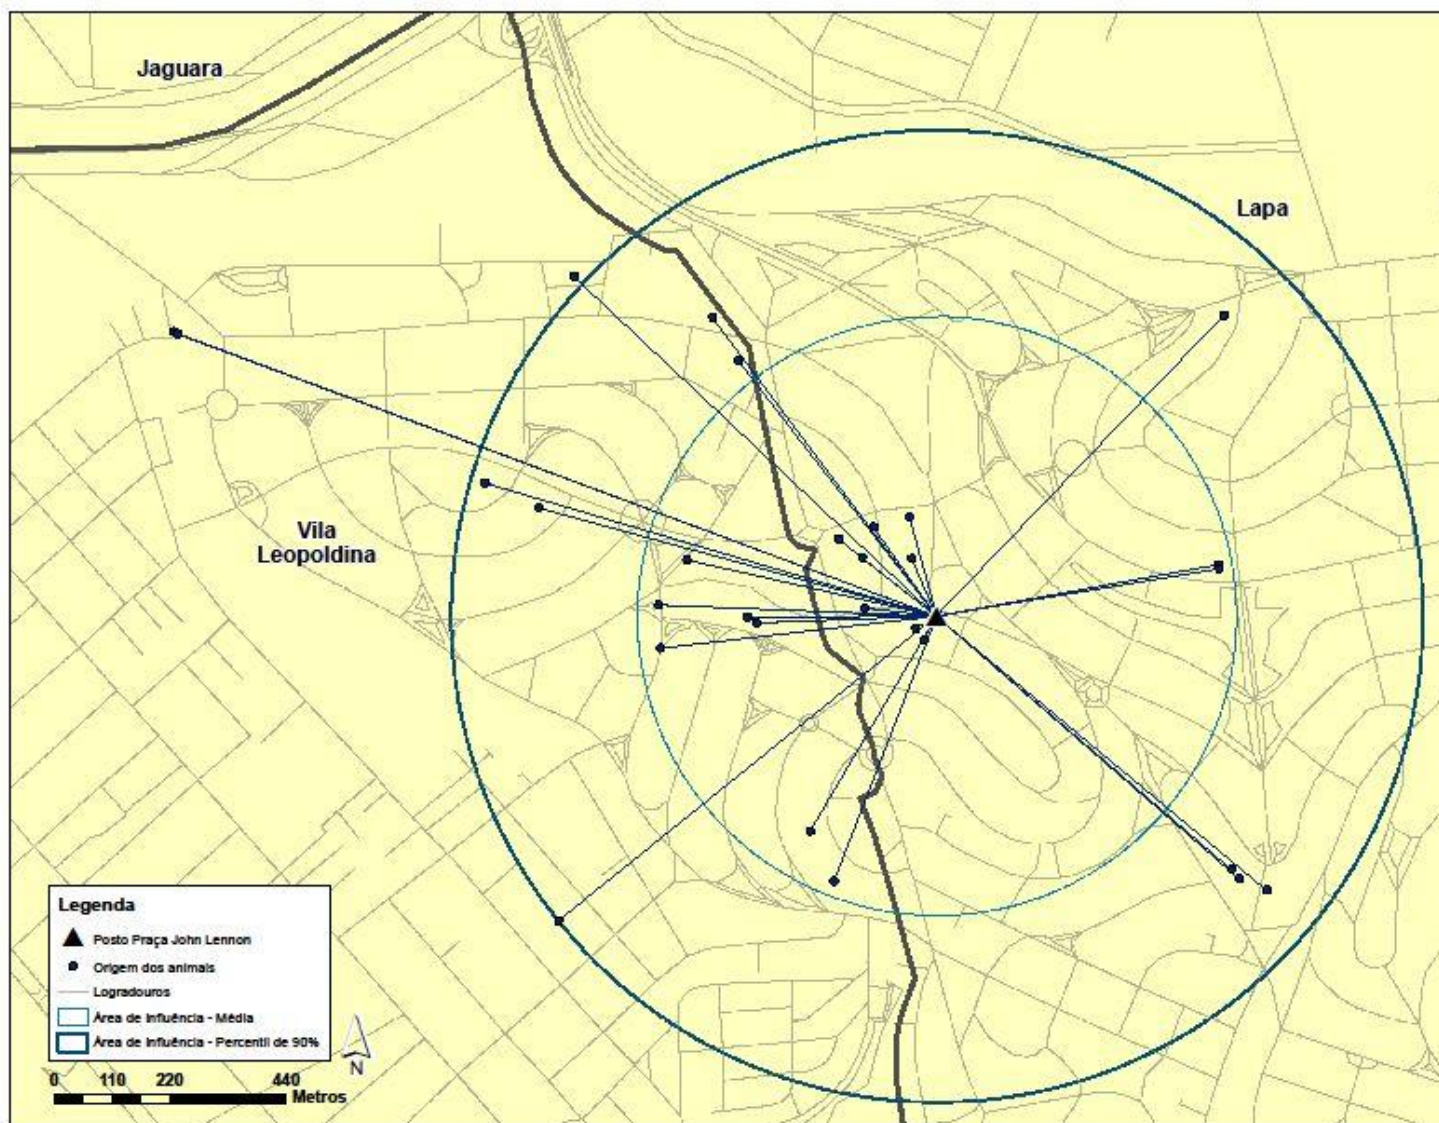 Jaguara
Lapa
Vila
Leopoldina
Legenda
Posto Praça John Lennon
Origem dos animais
Logradouros
Área de Influência - Média
Área de Influência - Percentil de 90%
N
0 110 220 440
Metros